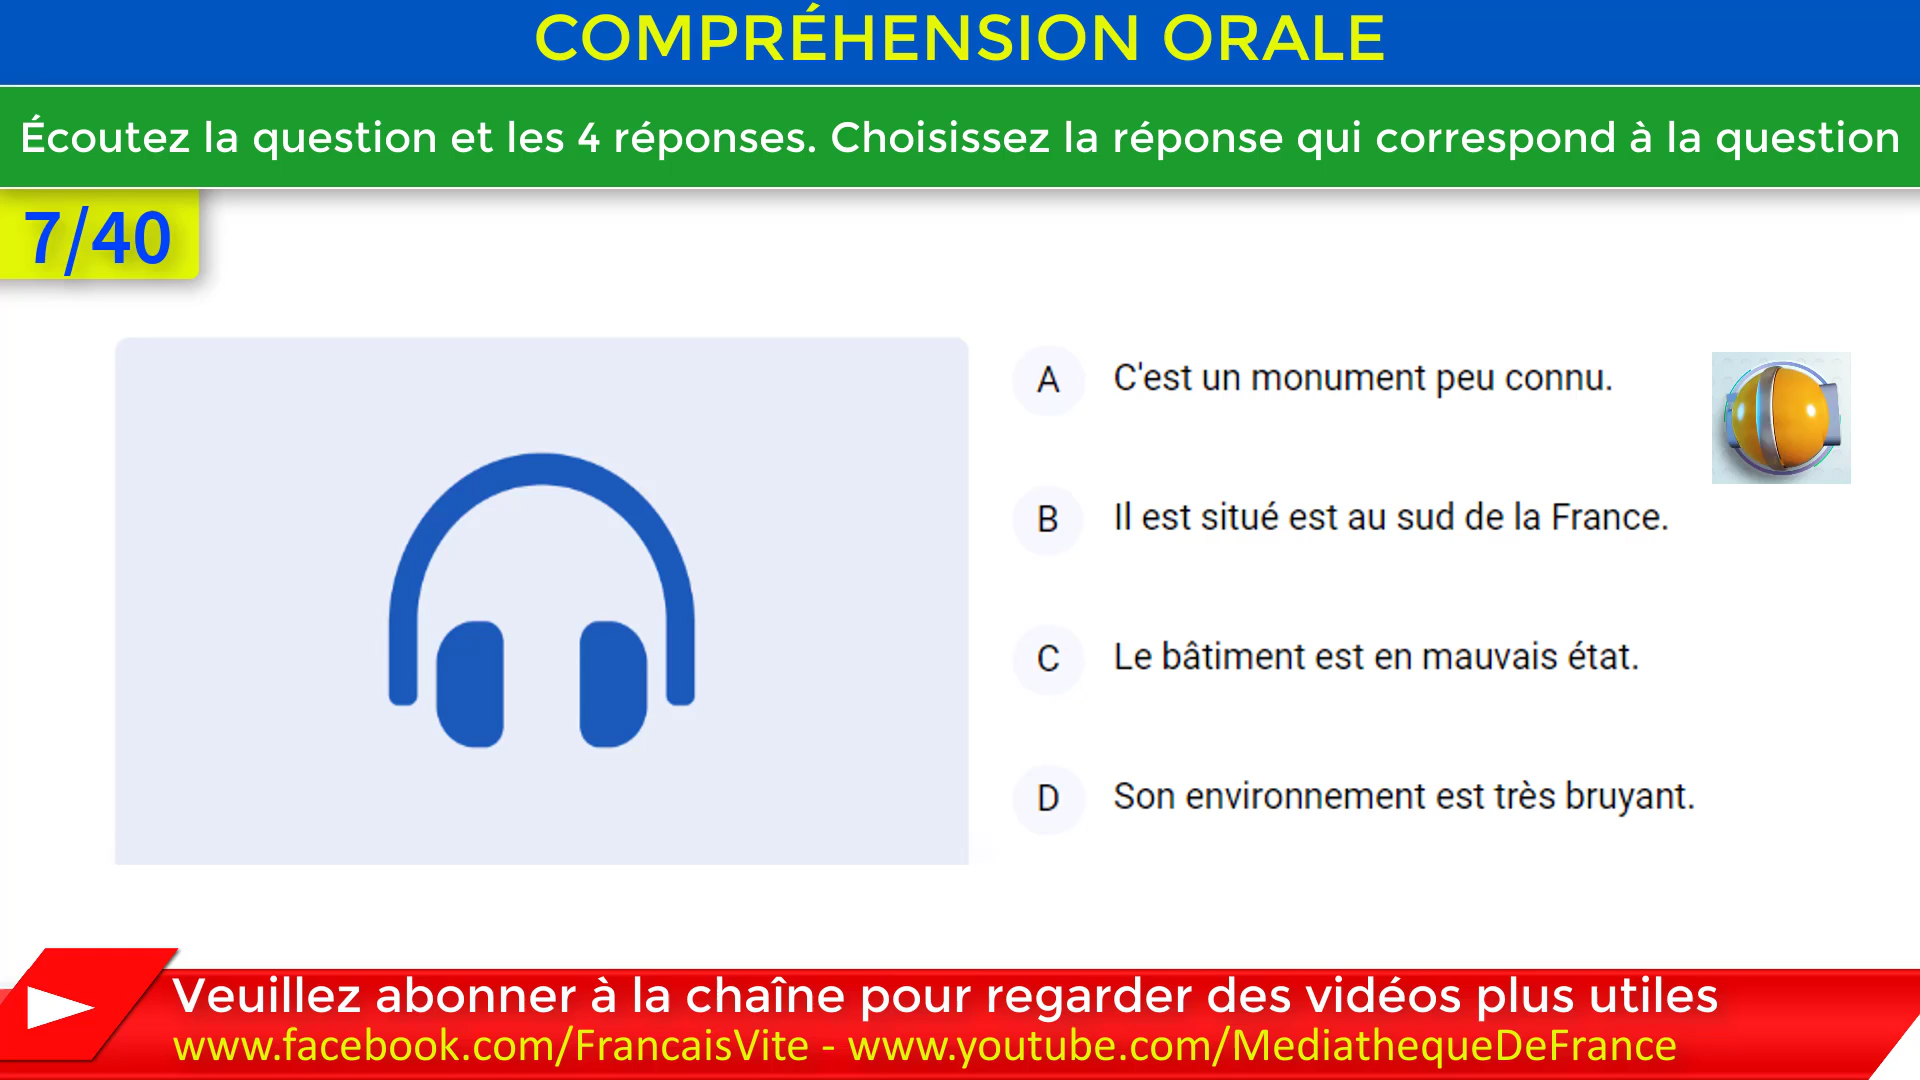 COMPRÉHENSION ORALE
Écoutez la question et les 4 réponses. Choisissez la réponse qui correspond à la question
7/40
A C'est un monument peu connu.
B Il est situé est au sud de la France.
C Le bâtiment est en mauvais état.
D Son environnement est très bruyant.
Veuillez abonner à la chaîne pour regarder des vidéos plus utiles
www.facebook.com/FrancaisVite - www.youtube.com/MediathequeDeFrance